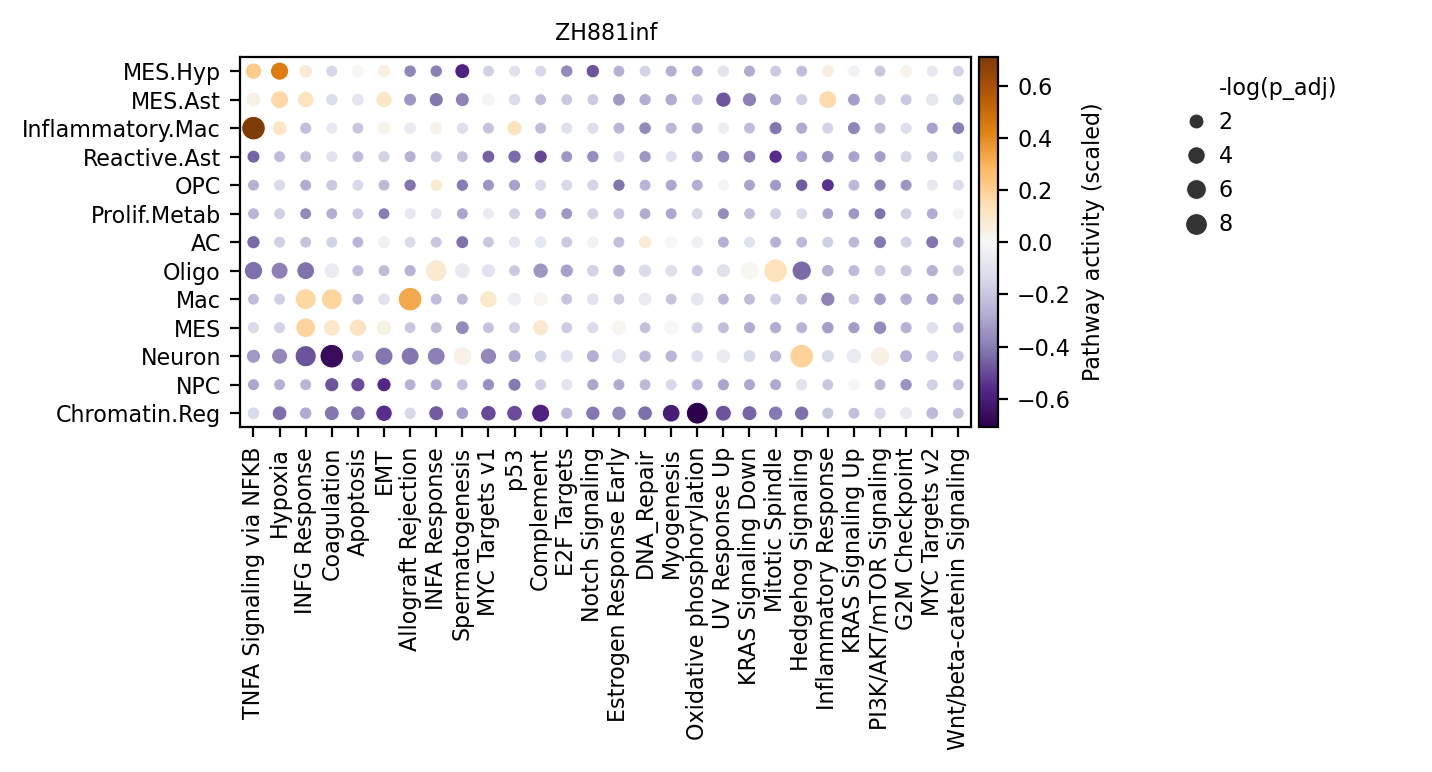 ZH881inf
MES.Hyp
MES.Ast
Inflammatory.Mac
Reactive.Ast
OPC
Prolif.Metab
AC
Oligo
Mac
MES
Neuron
NPC
Chromatin.Reg
TNFA Signaling via NFKB
Hypoxia
INFG Response
Coagulation
Apoptosis
EMT
Allograft Rejection
INFA Response
Spermatogenesis
MYC Targets v1
p53
Complement
E2F Targets
Notch Signaling
Estrogen Response Early
DNA_Repair
Myogenesis
Oxidative phosphorylation
UV Response Up
KRAS Signaling Down
Mitotic Spindle
Hedgehog Signaling
Inflammatory Response
KRAS Signaling Up
PI3K/AKT/mTOR Signaling
G2M Checkpoint
MYC Targets v2
Wnt/beta-catenin Signaling
0.6
0.4
0.2
0.0
−0.2
−0.4
−0.6
Pathway activity (scaled)
-log(p_adj)
2
4
6
8